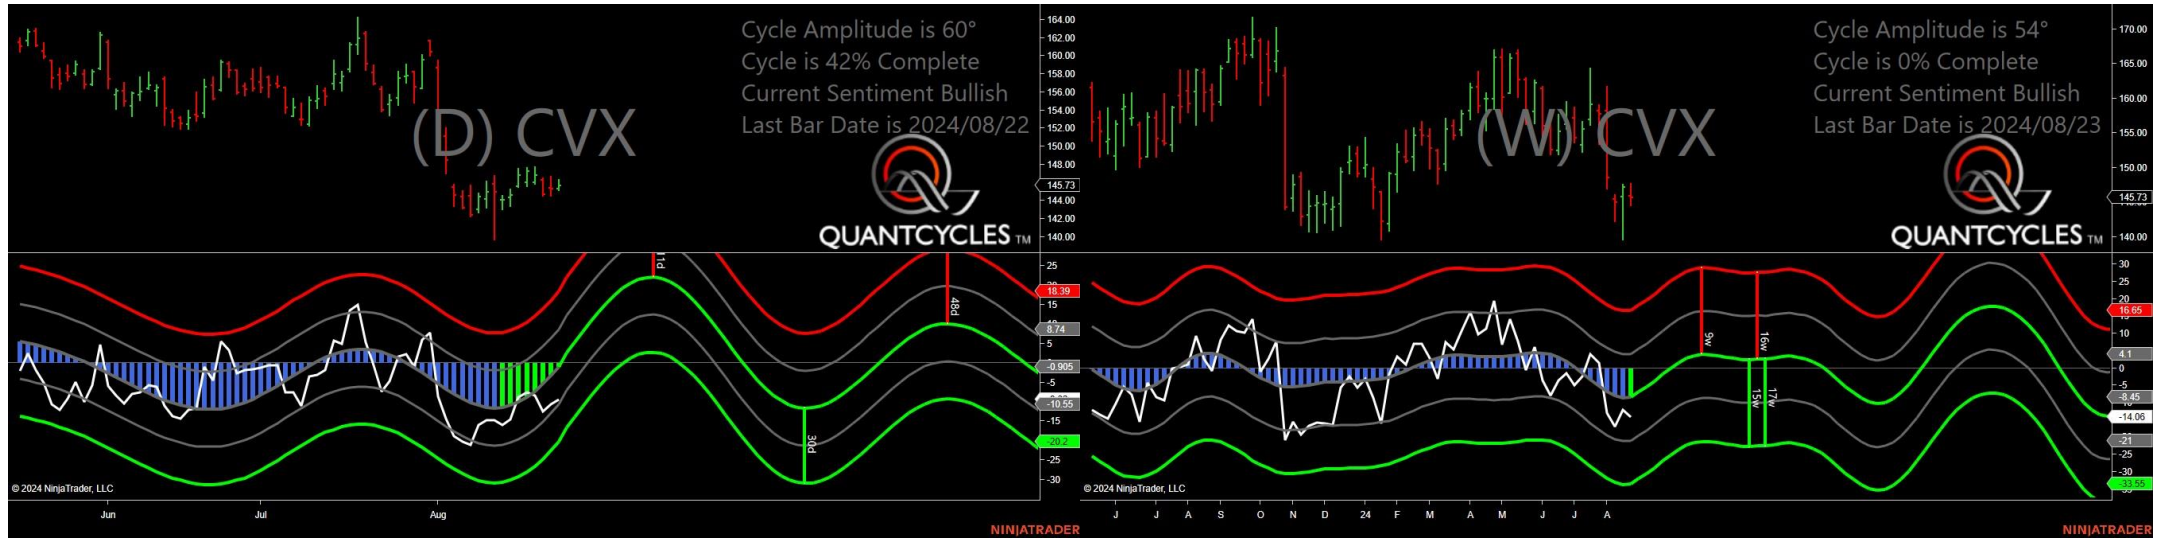 Cycle Amplitude is 60°
Cycle is 42% Complete
Current Sentiment Bullish
Last Bar Date is 2024/08/22
(D) CVX
QUANTCYCLES TM
164.00
162.00
160.00
158.00
156.00
154.00
152.00
150.00
148.00
145.73
144.00
142.00
140.00
25
18.39
15
8.74
5
-0.905
-5
-10.55
-15
-20.2
-25
-30
11d
48d
30d
© 2024 NinjaTrader, LLC
Jun
Jul
Aug
NINJATRADER
Cycle Amplitude is 54°
Cycle is 0% Complete
Current Sentiment Bullish
Last Bar Date is 2024/08/23
(W) CVX
QUANTCYCLES TM
170.00
165.00
160.00
155.00
150.00
145.73
140.00
30
25
20
16.65
10
4.1
0
-5
-8.45
-14.06
-21
-25
-30
-33.55
9w
16w
15w
17w
© 2024 NinjaTrader, LLC
J J A S O N D 24 F M A M J J A
NINJATRADER